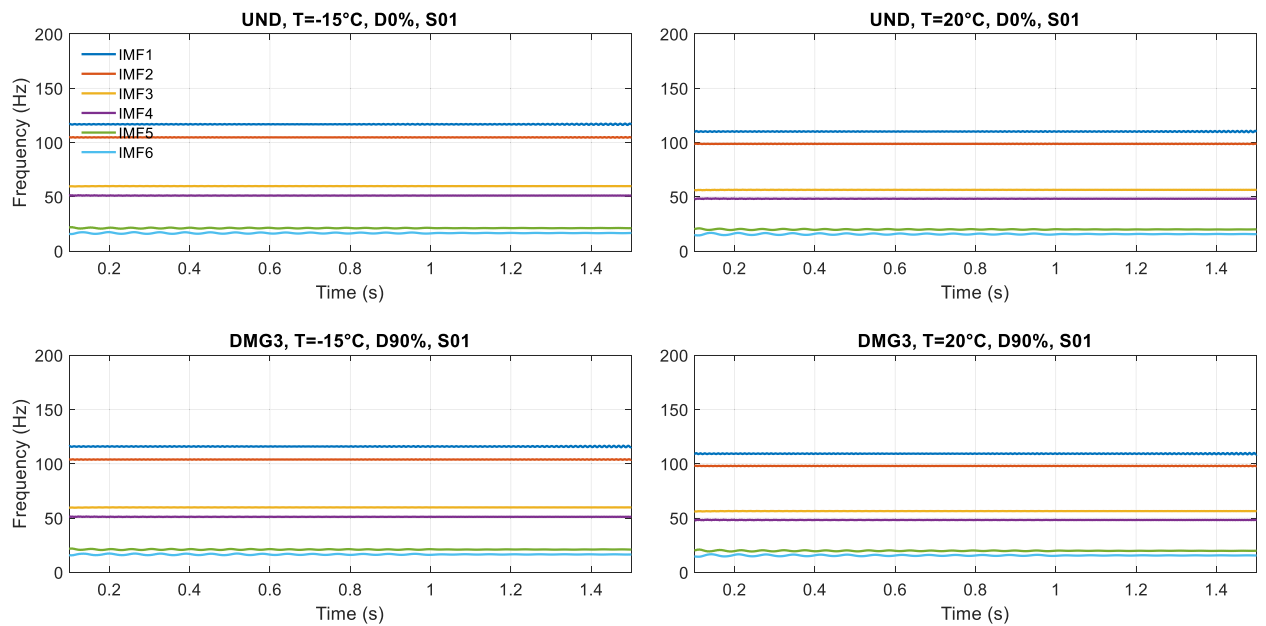 UND, T=-15°C, D0%, S01
200
150
100
50
0
Frequency (Hz)
IMF1
IMF2
IMF3
IMF4
IMF5
IMF6
0.2 0.4 0.6 0.8 1 1.2 1.4
Time (s)
UND, T=20°C, D0%, S01
200
150
100
50
0
0.2 0.4 0.6 0.8 1 1.2 1.4
Time (s)
DMG3, T=-15°C, D90%, S01
200
150
100
50
0
Frequency (Hz)
0.2 0.4 0.6 0.8 1 1.2 1.4
Time (s)
DMG3, T=20°C, D90%, S01
200
150
100
50
0
0.2 0.4 0.6 0.8 1 1.2 1.4
Time (s)